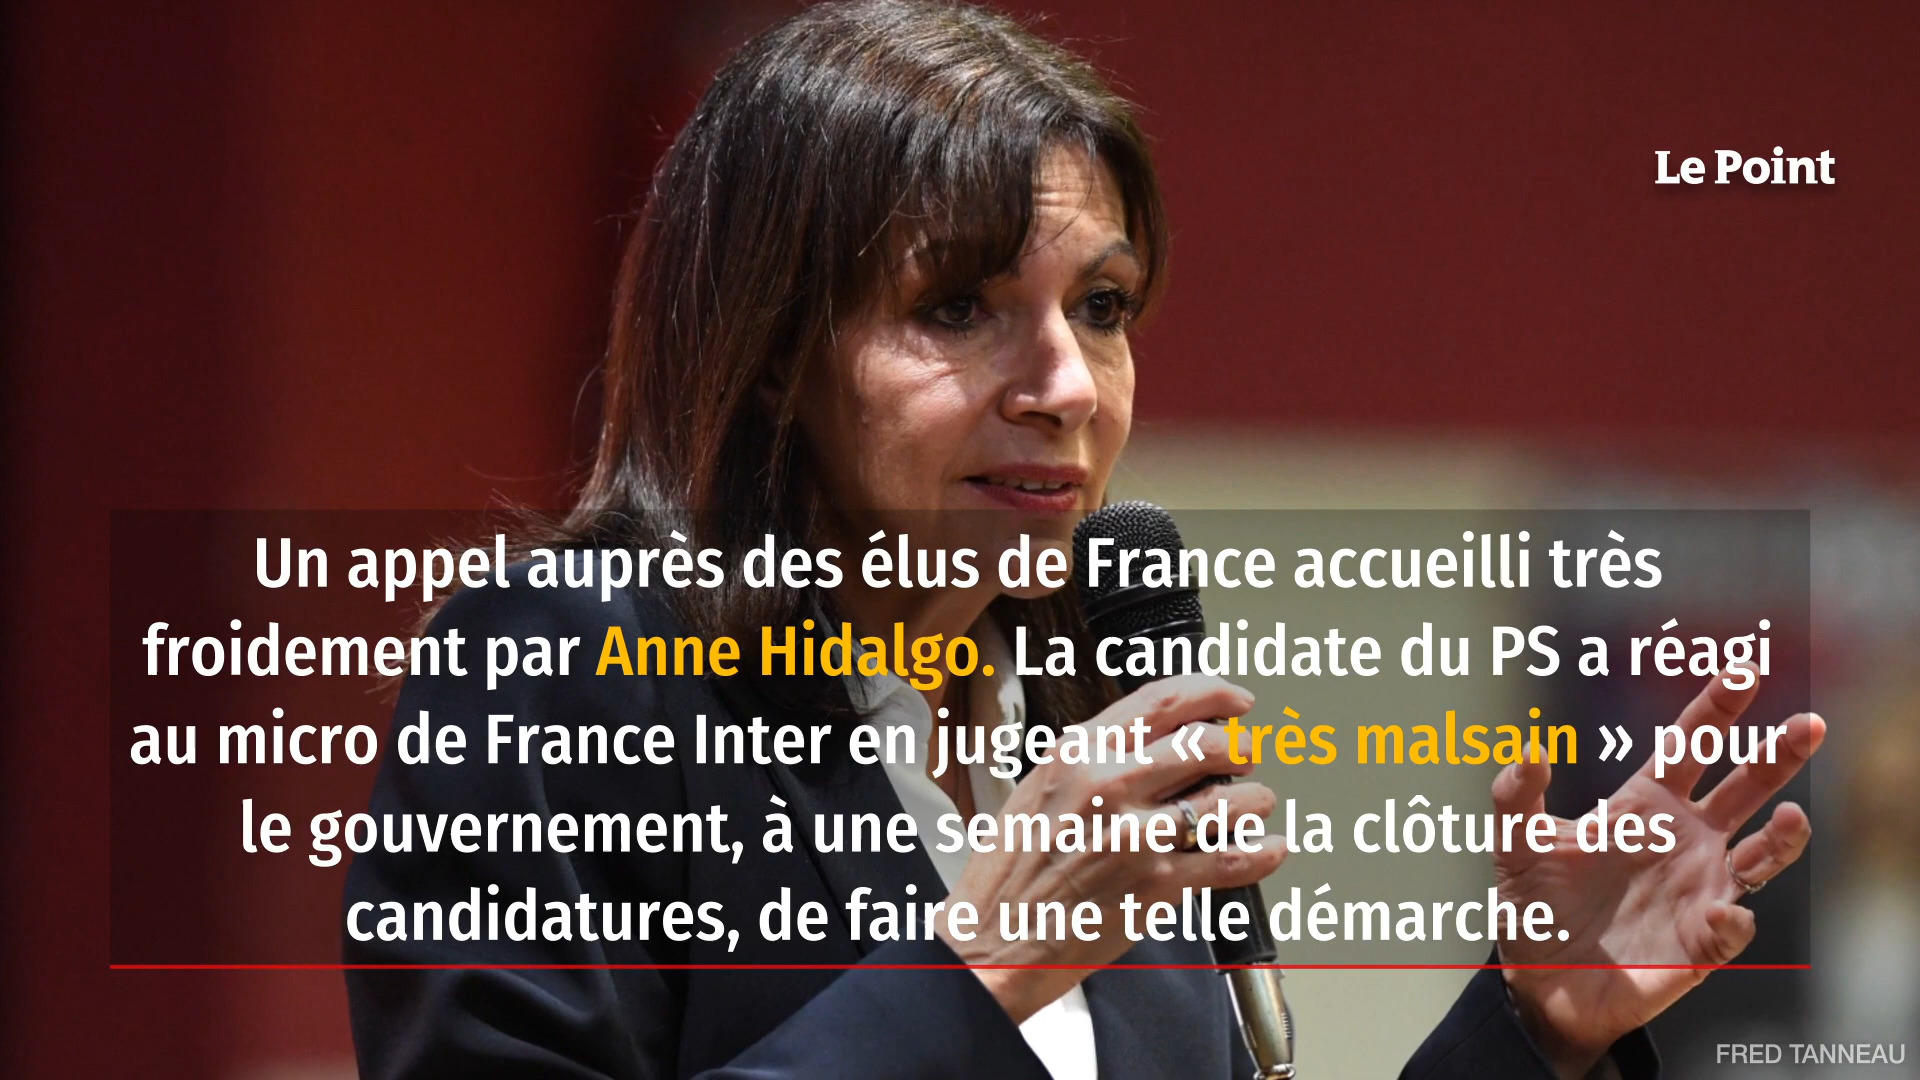 Le Point
Un appel auprès des élus de France accueilli très
froidement par Anne Hidalgo. La candidate du PS a réagi
au micro de France Inter en jugeant « très malsain » pour
le gouvernement, à une semaine de la clôture des
candidatures, de faire une telle démarche.
FRED TANNEAU